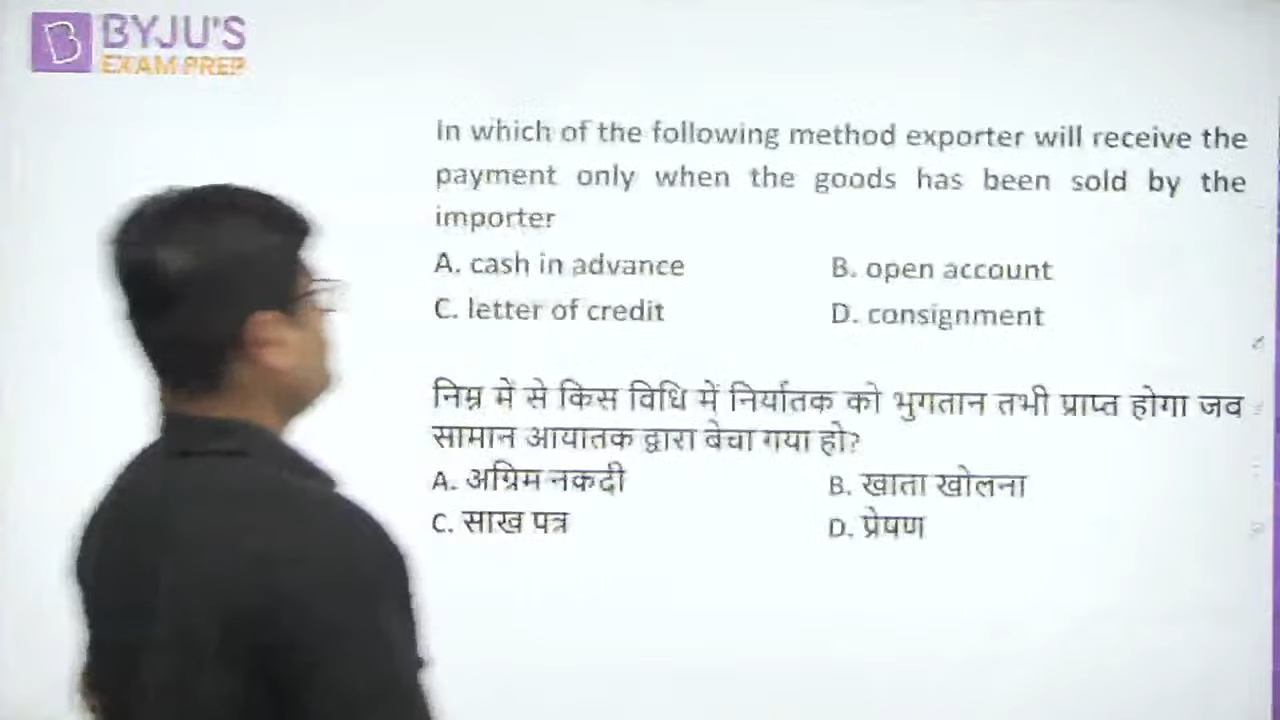 BYJU'S
EXAM PREP
In which of the following method exporter will receive the
payment only when the goods has been sold by the
importer
A. cash in advance B. open account
C. letter of credit D. consignment
निम्न में से किस विधि में निर्यातक को भुगतान तभी प्राप्त होगा जब
सामान आयातक द्वारा बेचा गया हो?
A. अग्रिम नकदी B. खाता खोलना
C. साख पत्र D. प्रेषण